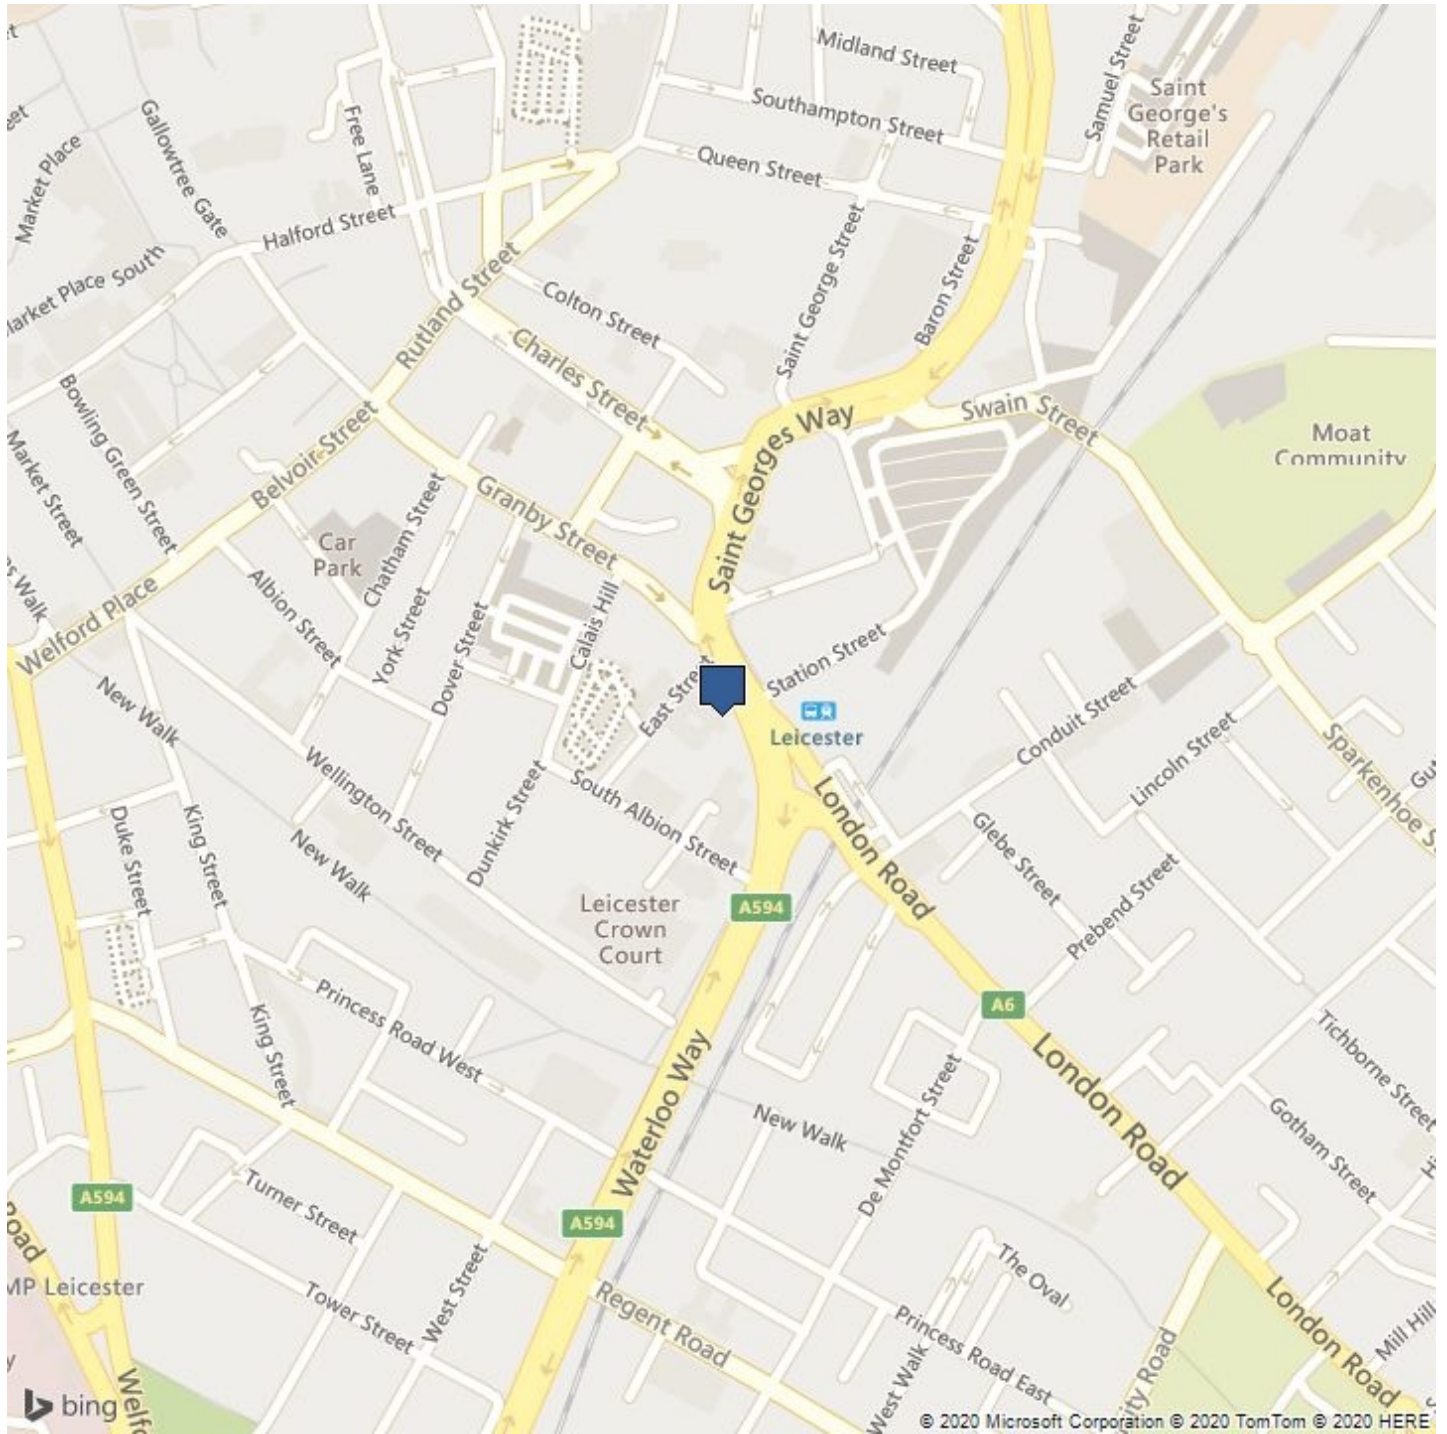 Midland Street
Samuel Street
Saint
George's
Retail
Park
Southampton Street
Gallowtree Gate
Free Lane
Market Place
Queen Street
Halford Street
Saint George Street
Baron Street
Market Place South
Rutland Street
Colton Street
Charles Street
Bowling Green Street
Saint Georges Way
Swain Street
Moat
Community
Market Street
Belvoir Street
Granby Street
Car
Park
Chatham Street
Albion Street
York Street
Dover Street
Calais Hill
Welford Place
East Street
Station Street
Leicester
Conduit Street
Lincoln Street
Sparkenhoe S
New Walk
Wellington Street
South Albion Street
Dunkirk Street
London Road
Glebe Street
Prebend Street
Duke Street
King Street
New Walk
A594
Leicester
Crown
Court
A6
Princess Road West
King Street
London Road
Tichborne Street
Waterloo Way
New Walk
De Montfort Street
Gotham Street
A594
A594
Turner Street
The Oval
MP Leicester
Tower Street
West Street
Regent Road
Princess Road East
London Road
Mill Hill
West Walk
ity Road
Welfo
bing
© 2020 Microsoft Corporation © 2020 TomTom © 2020 HERE